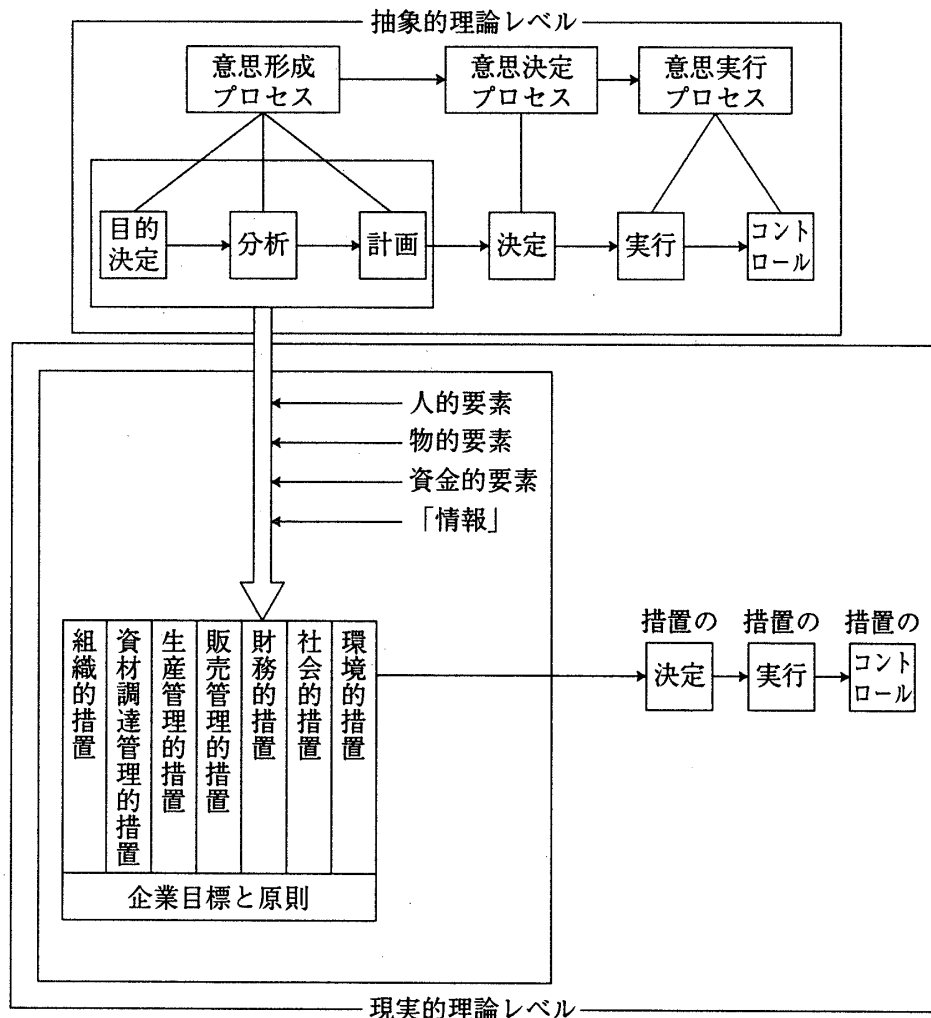 抽象的理論レベル
意思形成
プロセス
意思決定
プロセス
意思実行
プロセス
目的
決定
分析
計画
決定
実行
コント
ロール
人的要素
物的要素
資金的要素
「情報」
組織的措置
資材調達管理的措置
生産管理的措置
販売管理的措置
財務的措置
社会的措置
環境的措置
企業目標と原則
措置の
決定
措置の
実行
措置の
コント
ロール
現実的理論レベル